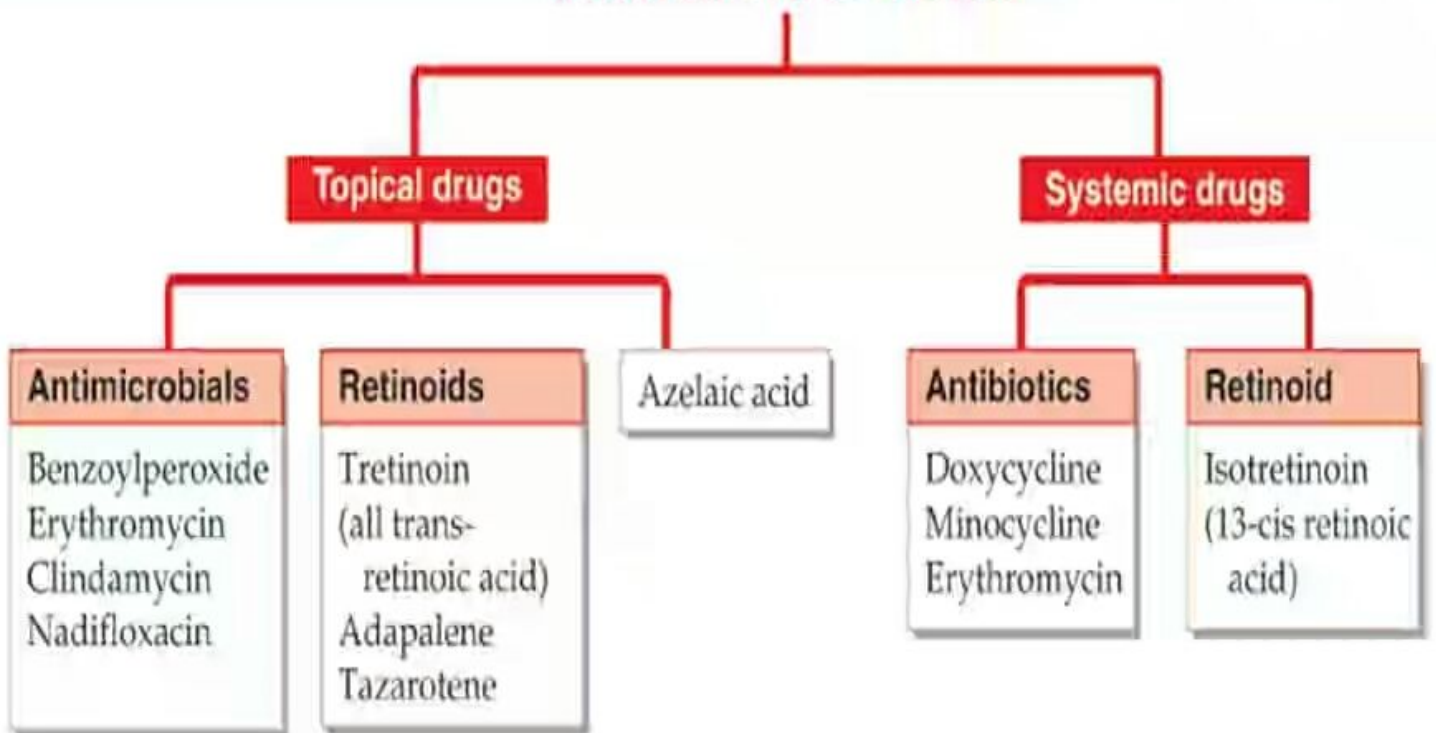 Topical drugs
Systemic drugs
Antimicrobials
Benzoylperoxide
Erythromycin
Clindamycin
Nadifloxacin
Retinoids
Tretinoin
(all trans-
retinoic acid)
Adapalene
Tazarotene
Azelaic acid
Antibiotics
Doxycycline
Minocycline
Erythromycin
Retinoid
Isotretinoin
(13-cis retinoic
acid)